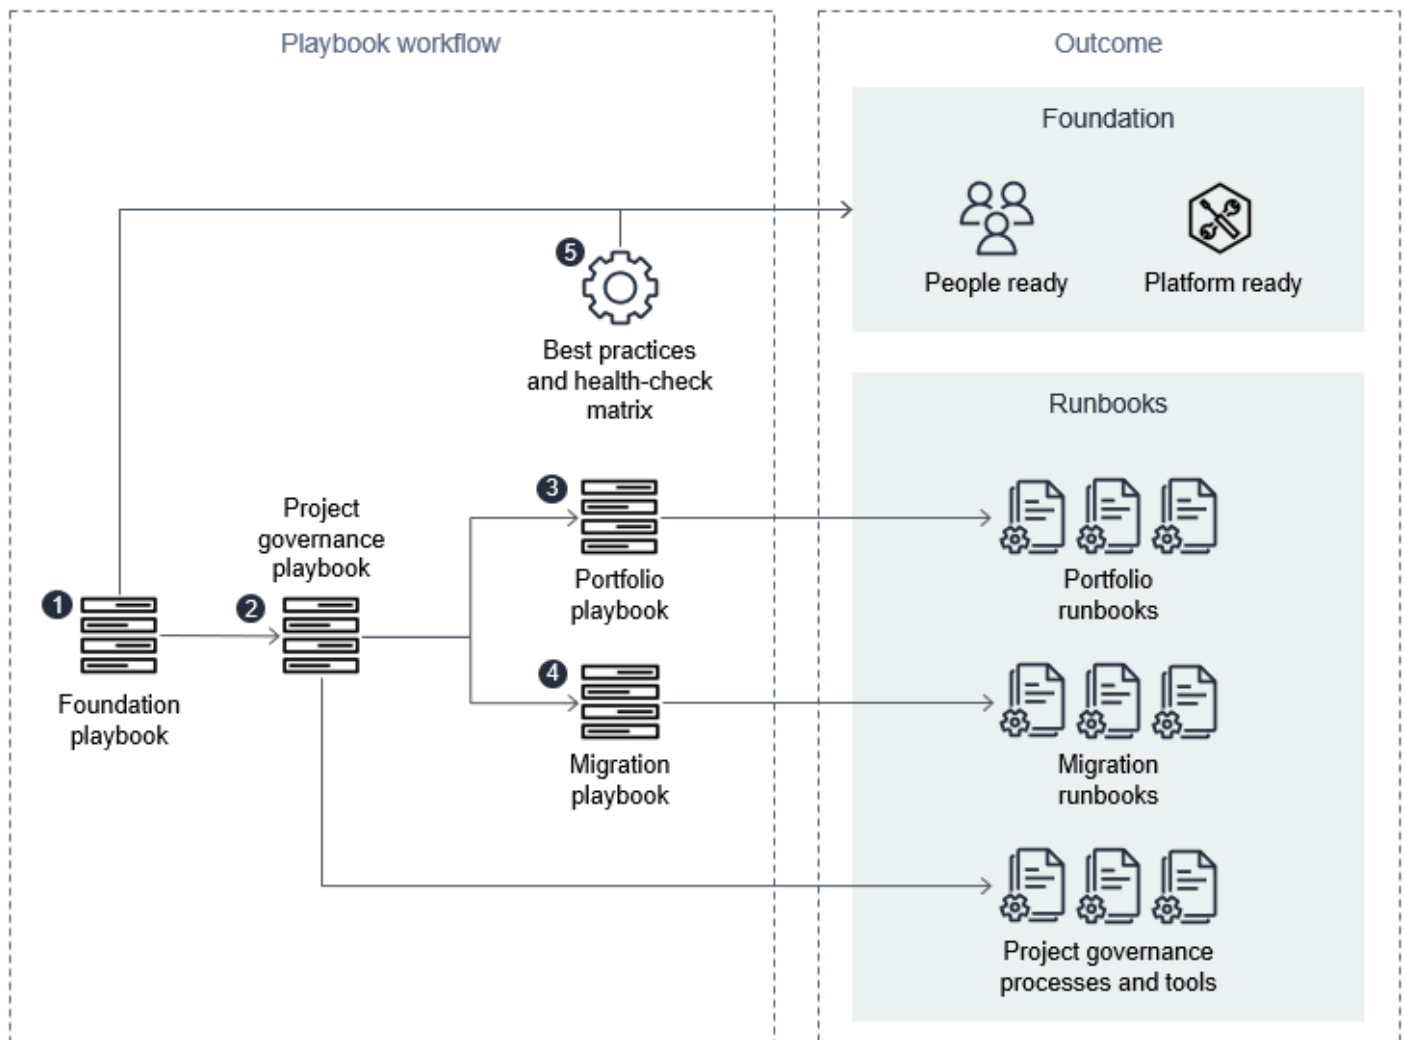 Playbook workflow
Outcome
Foundation
People ready
Platform ready
5
Best practices
and health-check
matrix
Runbooks
Project
governance
playbook
3
Portfolio
playbook
Portfolio
runbooks
1
2
Foundation
playbook
4
Migration
playbook
Migration
runbooks
Project governance
processes and tools